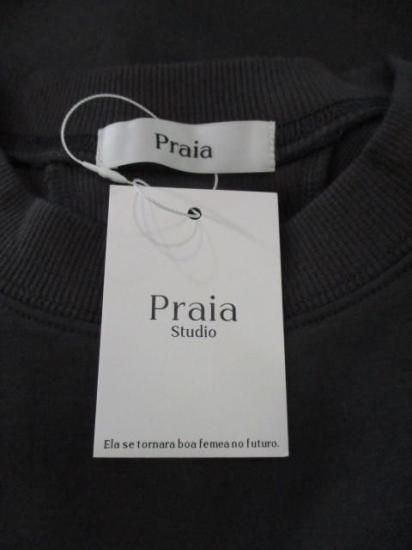 Praia
Praia
Studio
Ela se tornara boa femea no futuro.